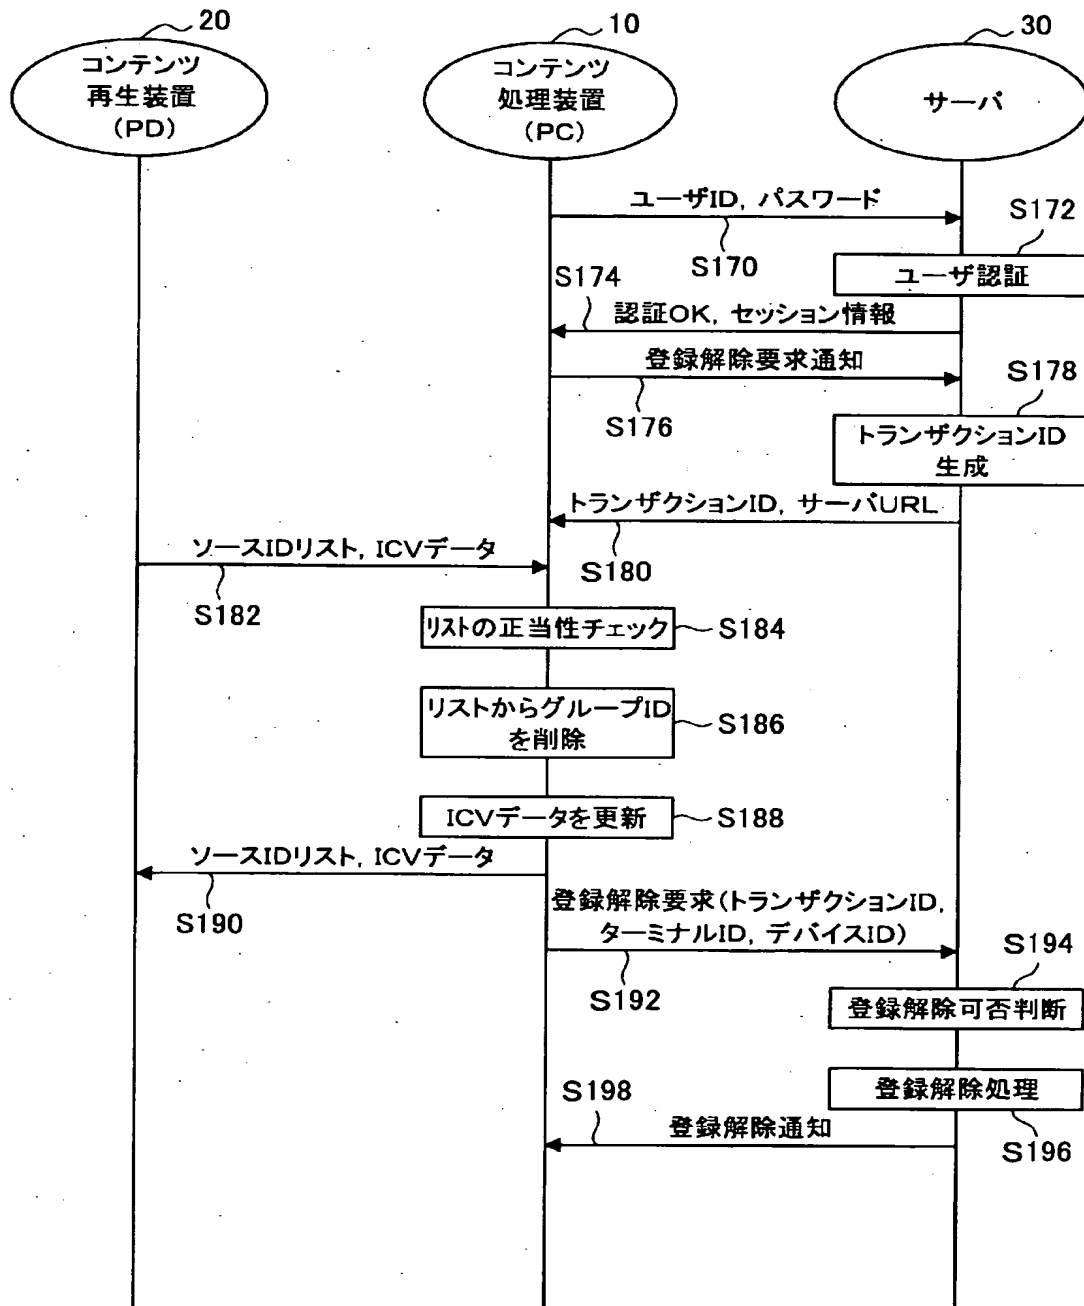 20
10
30
コンテンツ
再生装置
(PD)
コンテンツ
処理装置
(PC)
サーバ
ユーザID, パスワード
S170
S172
ユーザ認証
S174
認証OK, セッション情報
登録解除要求通知
S176
S178
トランザクションID
生成
トランザクションID, サーバURL
S180
ソースIDリスト, ICVデータ
S182
リストの正当性チェック
S184
リストからグループID
を削除
S186
ICVデータを更新
S188
ソースIDリスト, ICVデータ
S190
登録解除要求(トランザクションID,
ターミナルID, デバイスID)
S192
S194
登録解除可否判断
登録解除処理
S196
S198
登録解除通知